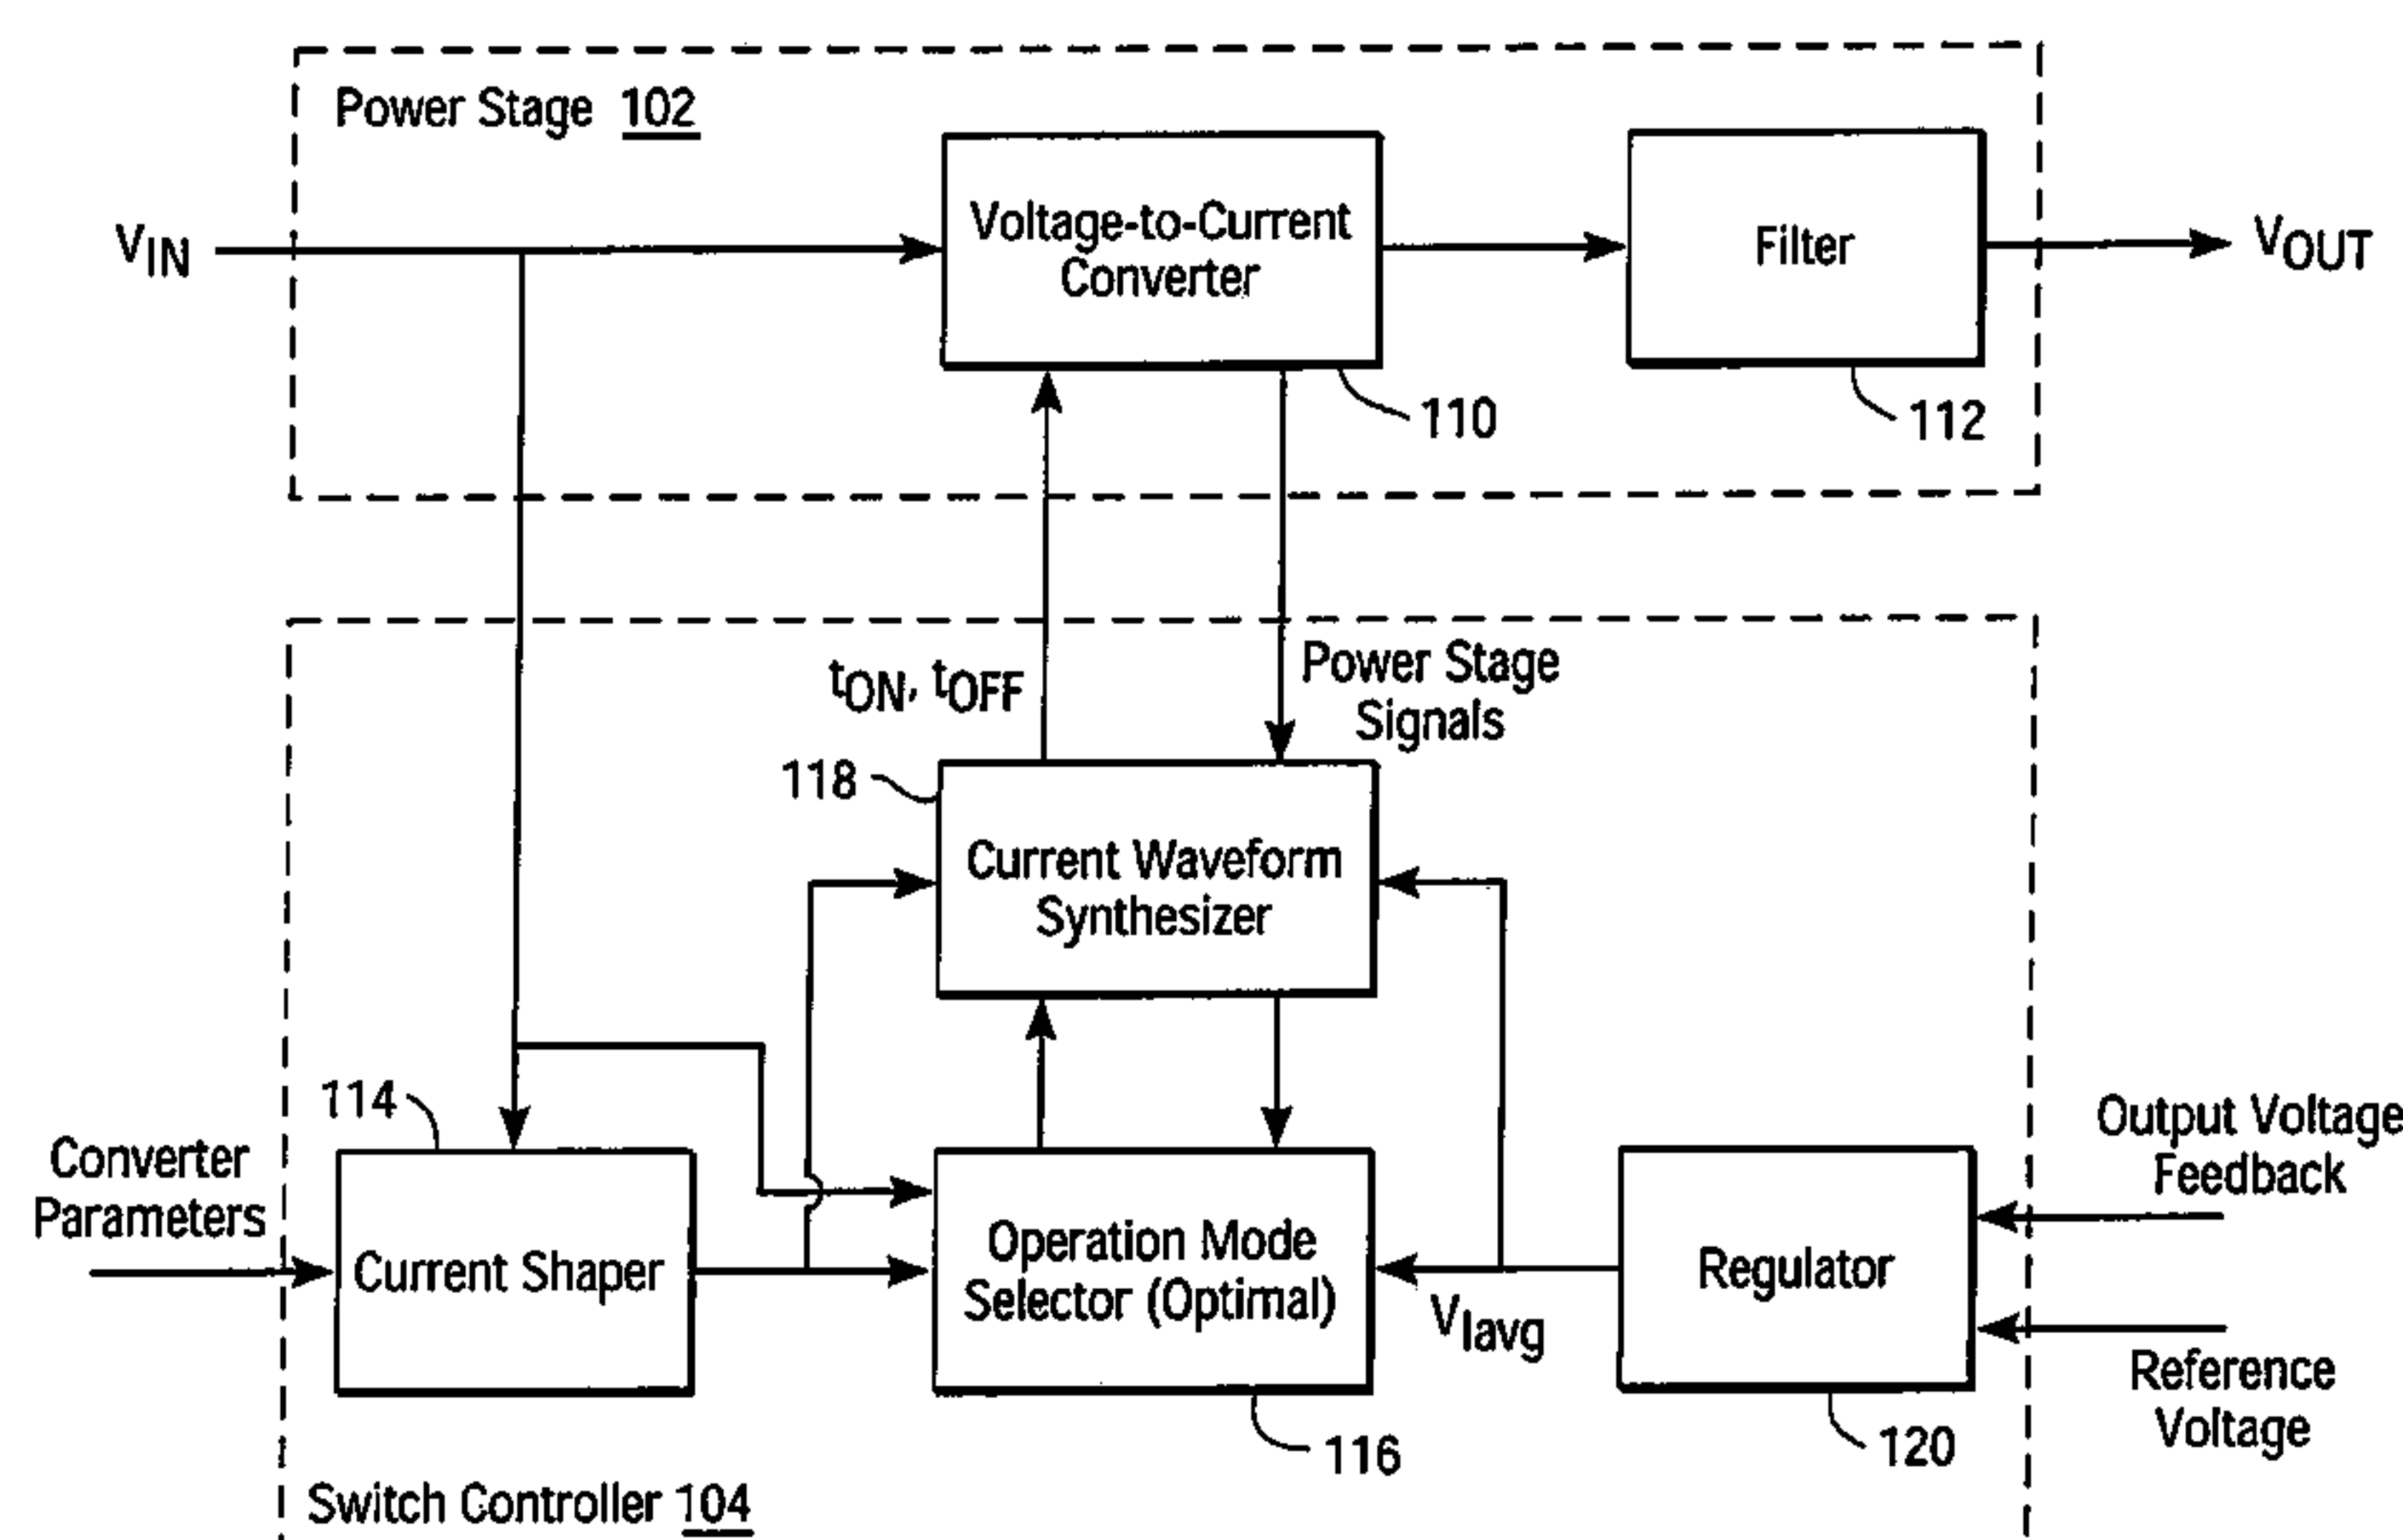 Power Stage 102
Voltage-to-Current
Converter
Filter
VIN
VOUT
110
112
tON, tOFF
Power Stage
Signals
118
Current Waveform
Synthesizer
114
Converter
Parameters
Current Shaper
Operation Mode
Selector (Optimal)
VIavg
Regulator
Output Voltage
Feedback
Reference
Voltage
116
120
Switch Controller 104